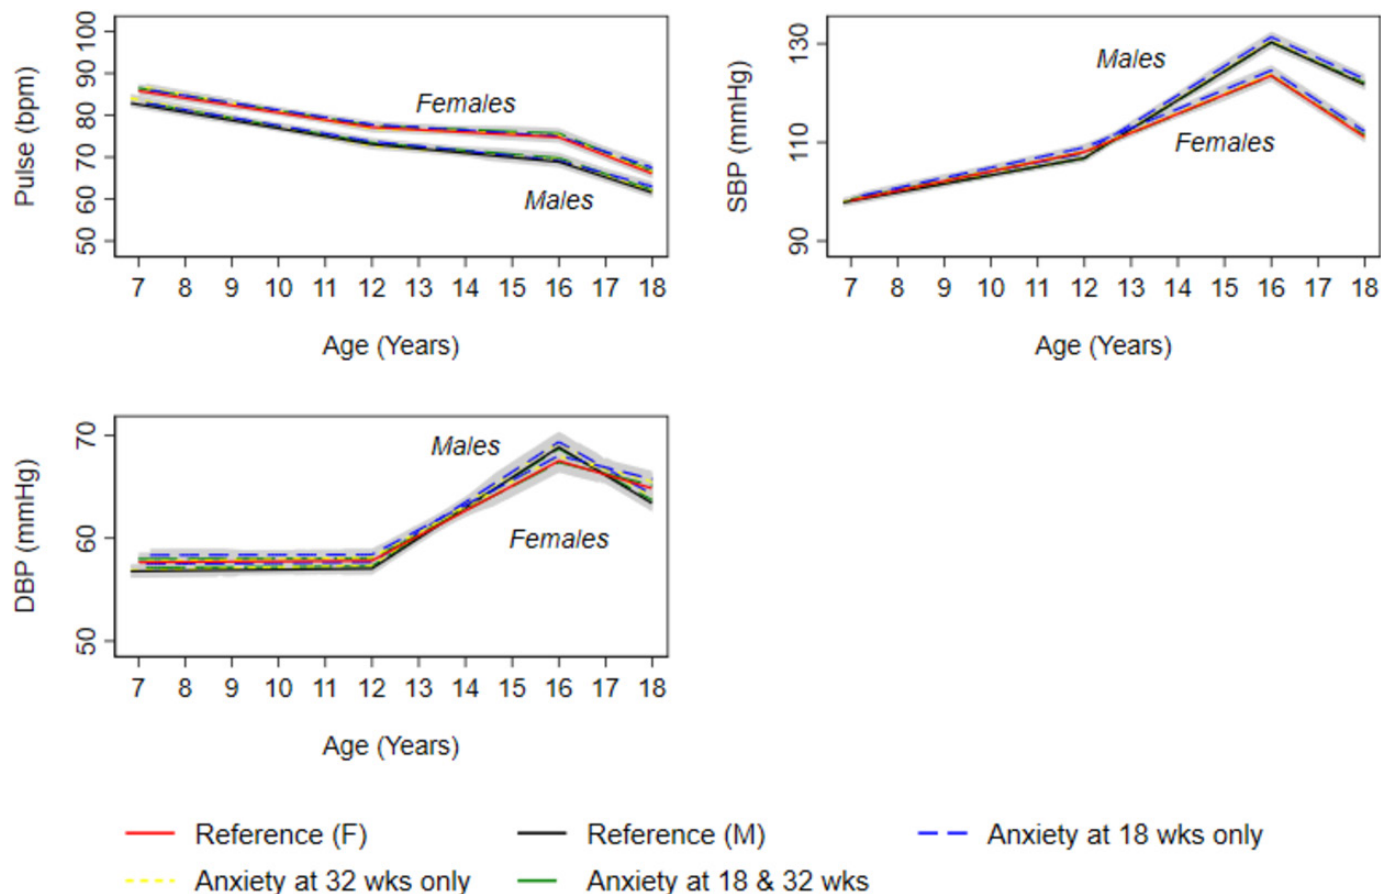 Pulse (bpm)
100
90
80
70
60
50
Females
Males
7 8 9 10 11 12 13 14 15 16 17 18
Age (Years)
SBP (mmHg)
130
110
90
Males
Females
7 8 9 10 11 12 13 14 15 16 17 18
Age (Years)
DBP (mmHg)
70
60
50
Males
Females
7 8 9 10 11 12 13 14 15 16 17 18
Age (Years)
Reference (F) Reference (M) Anxiety at 18 wks only
Anxiety at 32 wks only Anxiety at 18 & 32 wks